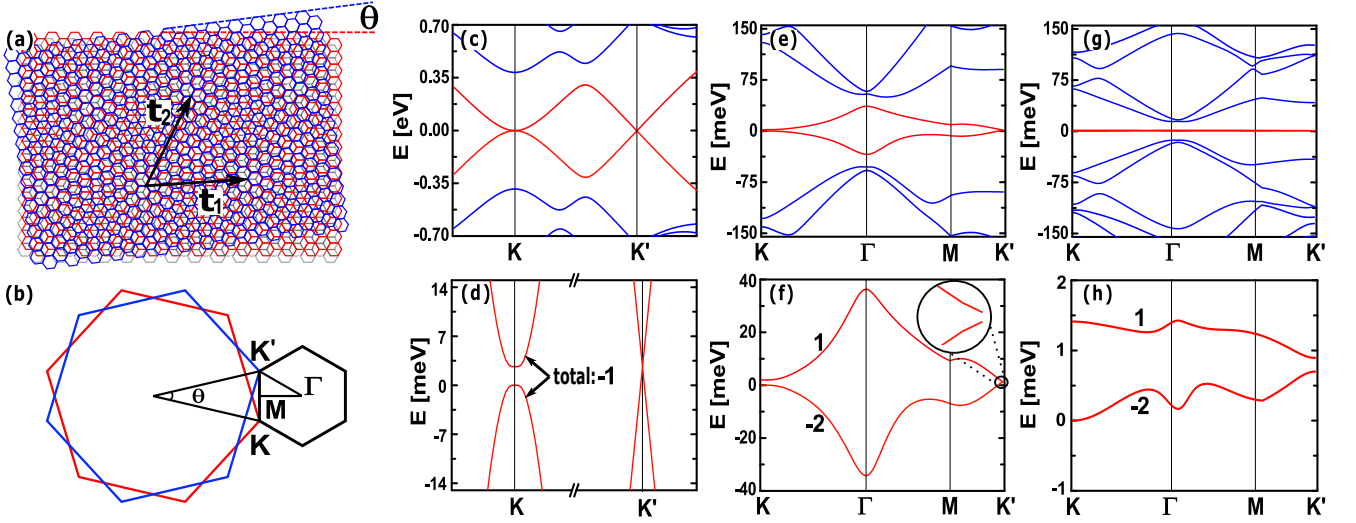 (a)
θ
t₂
t₁
(b)
K'
θ
M
Γ
K
(c)
E [eV]
0.70
0.35
0.00
-0.35
-0.70
K
K'
(d)
E [meV]
14
7
0
-7
-14
total:-1
K
K'
(e)
E [meV]
150
75
0
-75
-150
K
Γ
M
K'
(f)
E [meV]
40
20
0
-20
-40
1
-2
K
Γ
M
K'
(g)
E [meV]
150
75
0
-75
-150
K
Γ
M
K'
(h)
E [meV]
2
1
0
-1
1
-2
K
Γ
M
K'